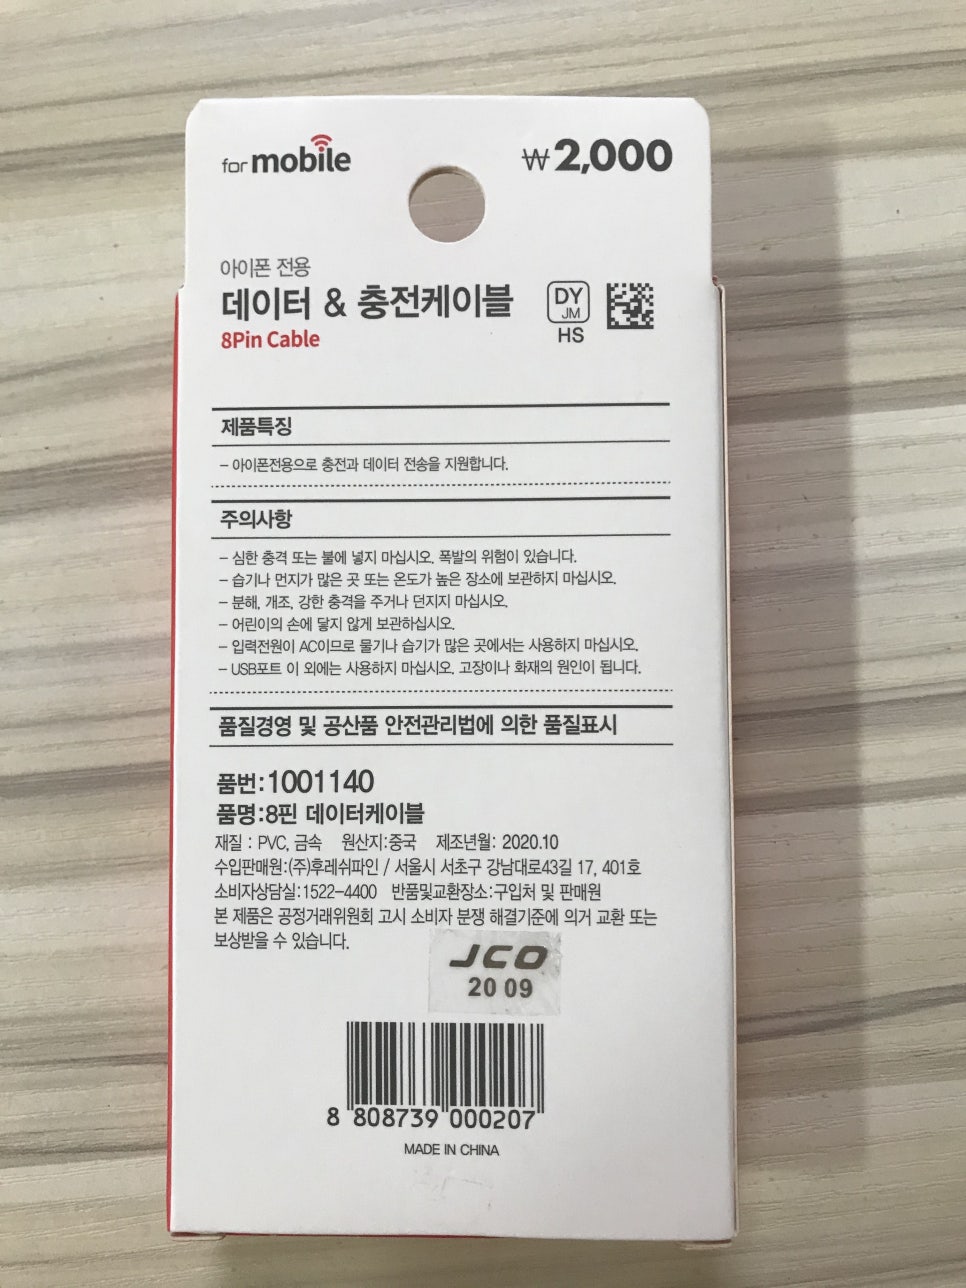 for mobile
₩2,000
아이폰 전용
데이터 & 충전케이블
8Pin Cable
DY
JM
HS
제품특징
- 아이폰전용으로 충전과 데이터 전송을 지원합니다.
주의사항
- 심한 충격 또는 불에 넣지 마십시오. 폭발의 위험이 있습니다.
- 습기나 먼지가 많은 곳 또는 온도가 높은 장소에 보관하지 마십시오.
- 분해, 개조, 강한 충격을 주거나 던지지 마십시오.
- 어린이의 손에 닿지 않게 보관하십시오.
- 입력전원이 AC이므로 물기나 습기가 많은 곳에서는 사용하지 마십시오.
- USB포트 이 외에는 사용하지 마십시오. 고장이나 화재의 원인이 됩니다.
품질경영 및 공산품 안전관리법에 의한 품질표시
품번:1001140
품명:8핀 데이터케이블
재질 : PVC, 금속 원산지:중국 제조년월: 2020.10
수입판매원:(주)후레쉬파인 / 서울시 서초구 강남대로43길 17, 401호
소비자상담실:1522-4400 반품및교환장소:구입처 및 판매원
본 제품은 공정거래위원회 고시 소비자 분쟁 해결기준에 의거 교환 또는
보상받을 수 있습니다.
JCO
20 09
8 808739 000207
MADE IN CHINA